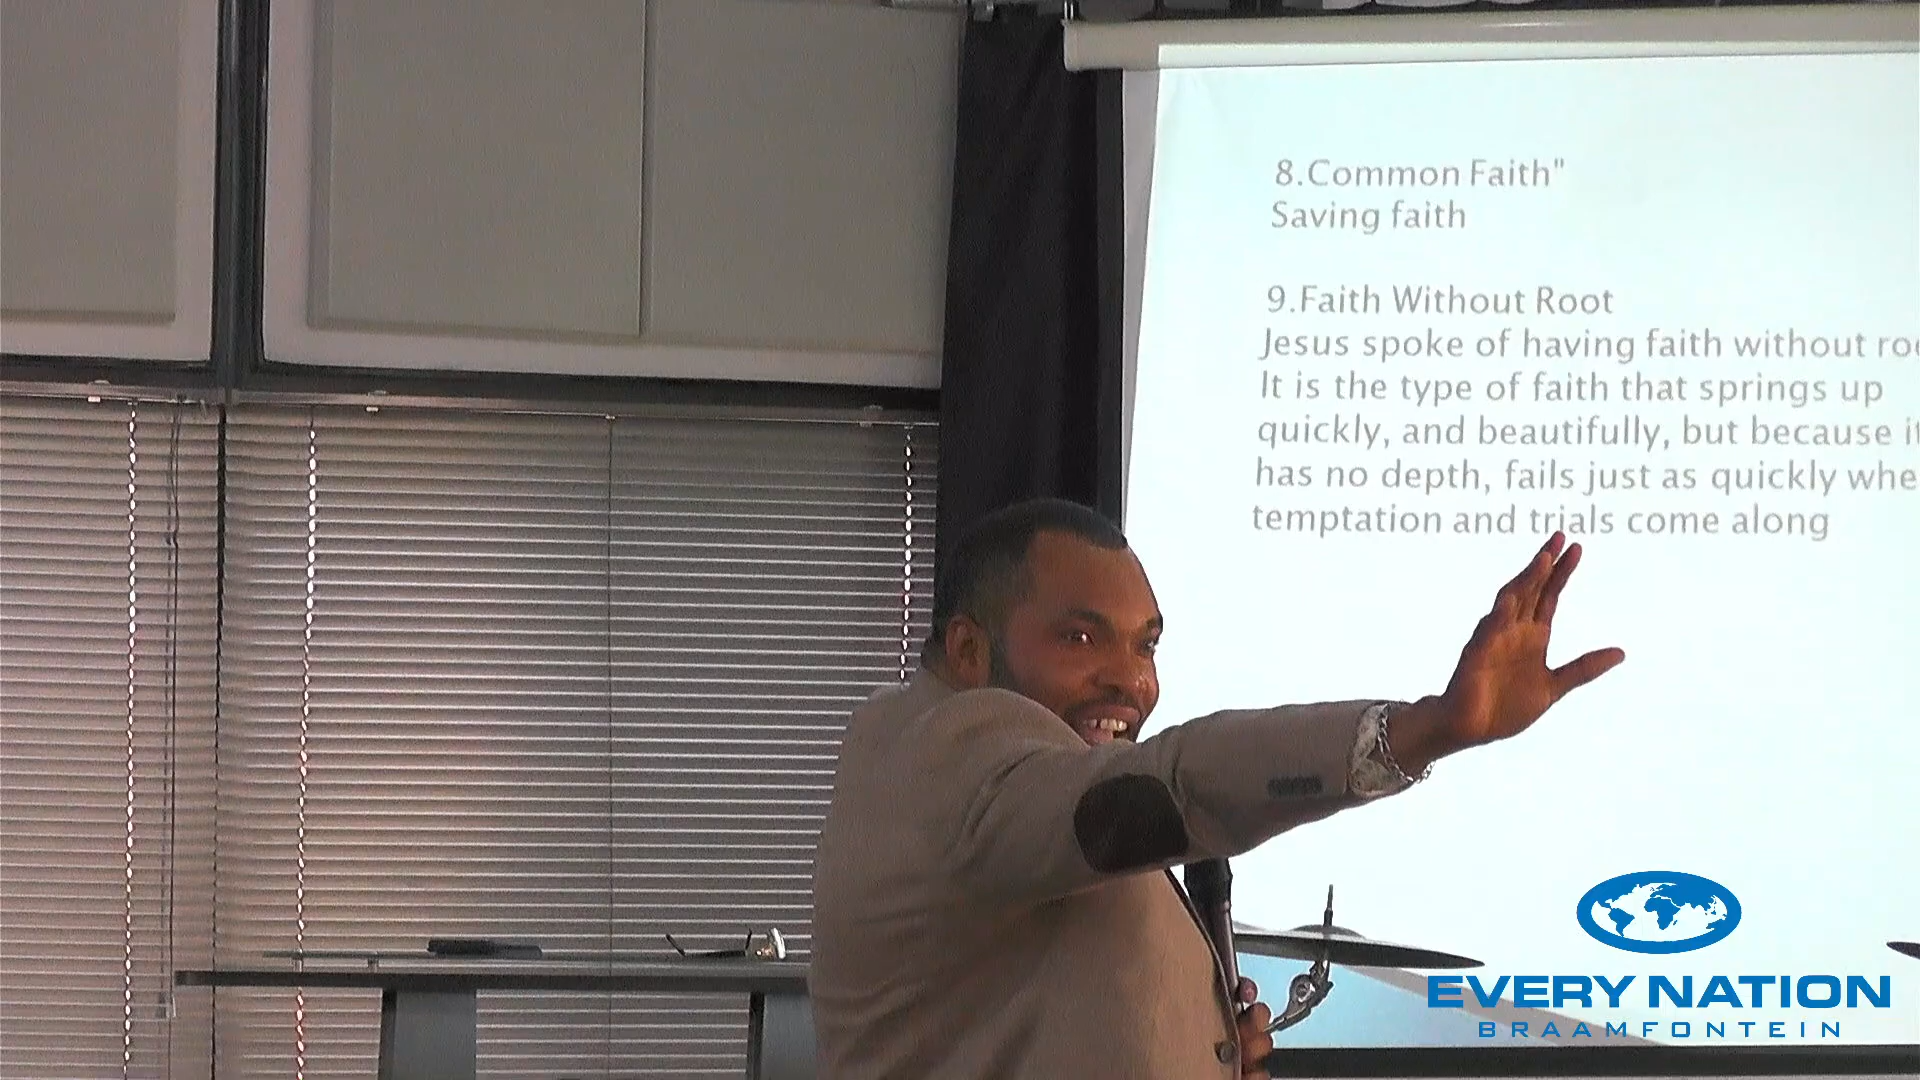 8.Common Faith"
Saving faith
9.Faith Without Root
Jesus spoke of having faith without
It is the type of faith that springs up
quickly, and beautifully, but because
has no depth, fails just as quickly
temptation and trials come along
EVERY NATION
BRAAMFONTEIN